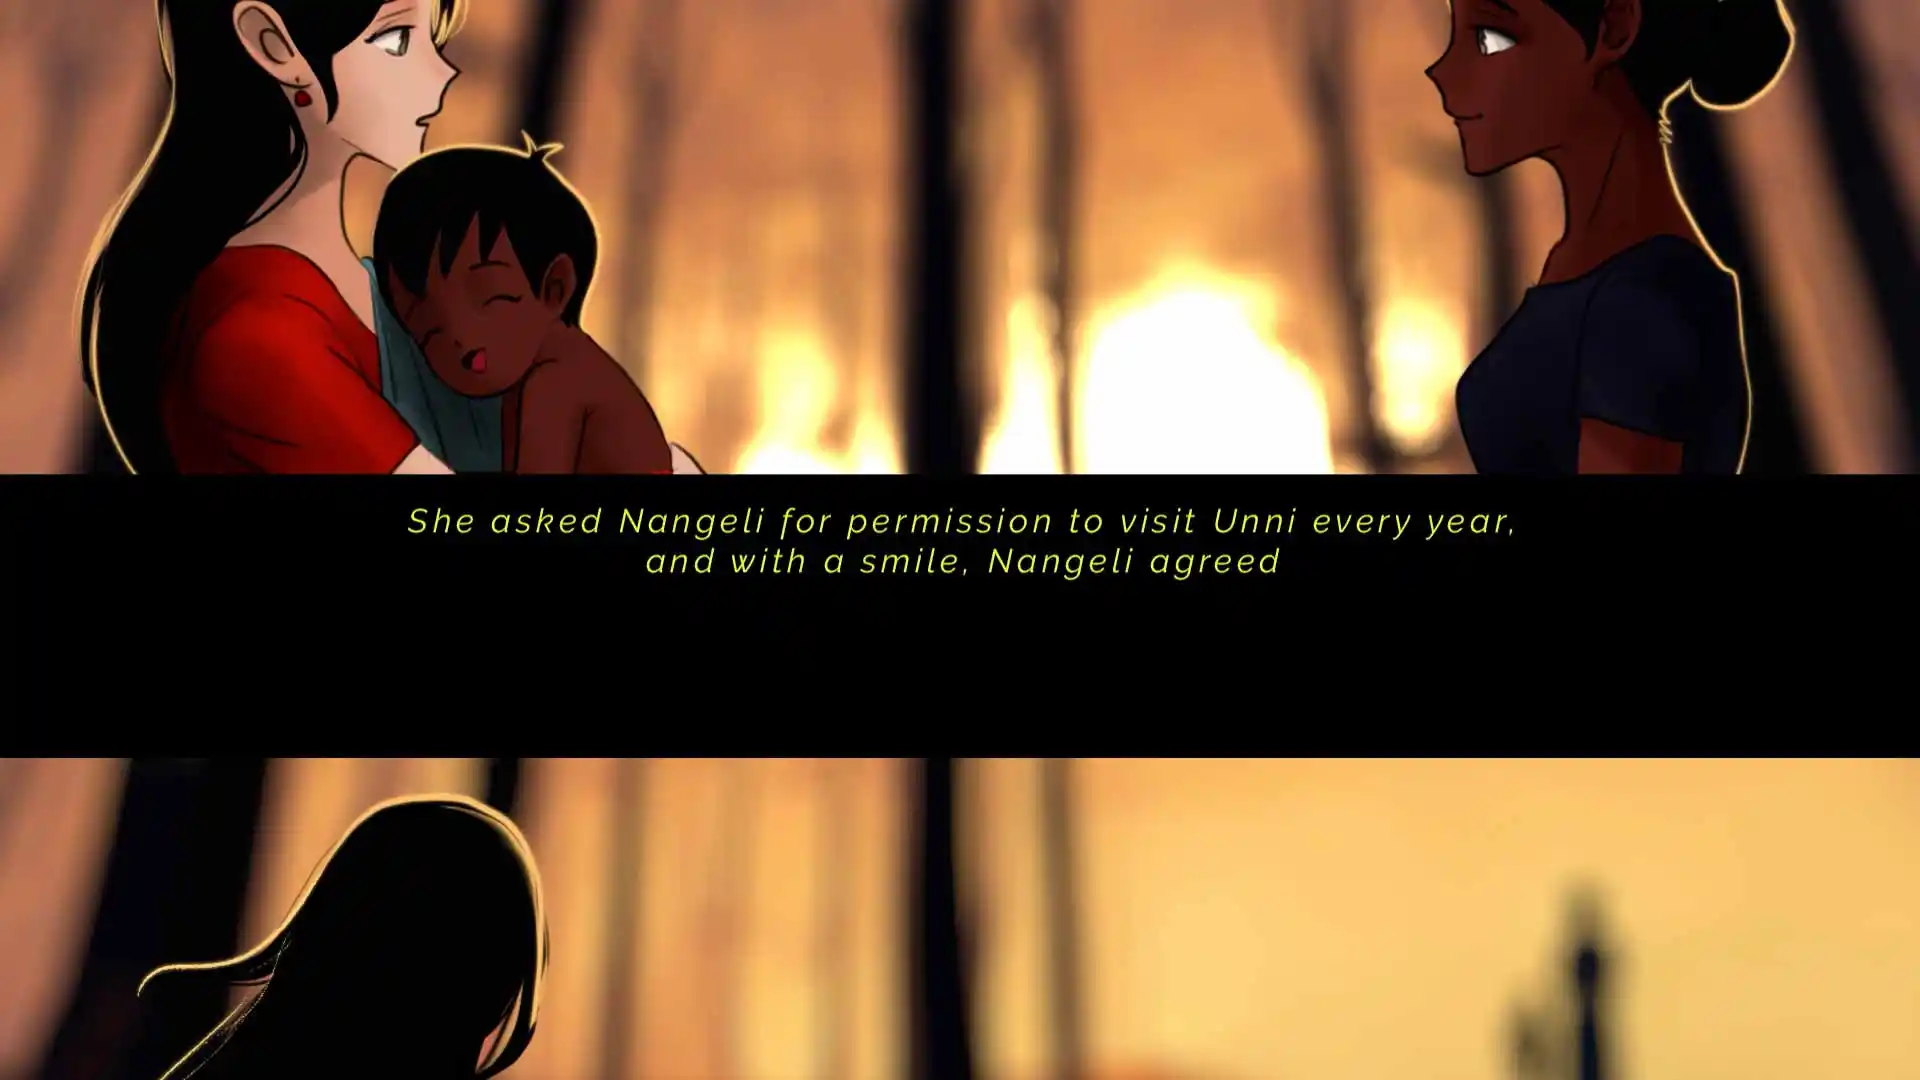 She asked Nangeli for permission to visit Unni every year,
and with a smile, Nangeli agreed